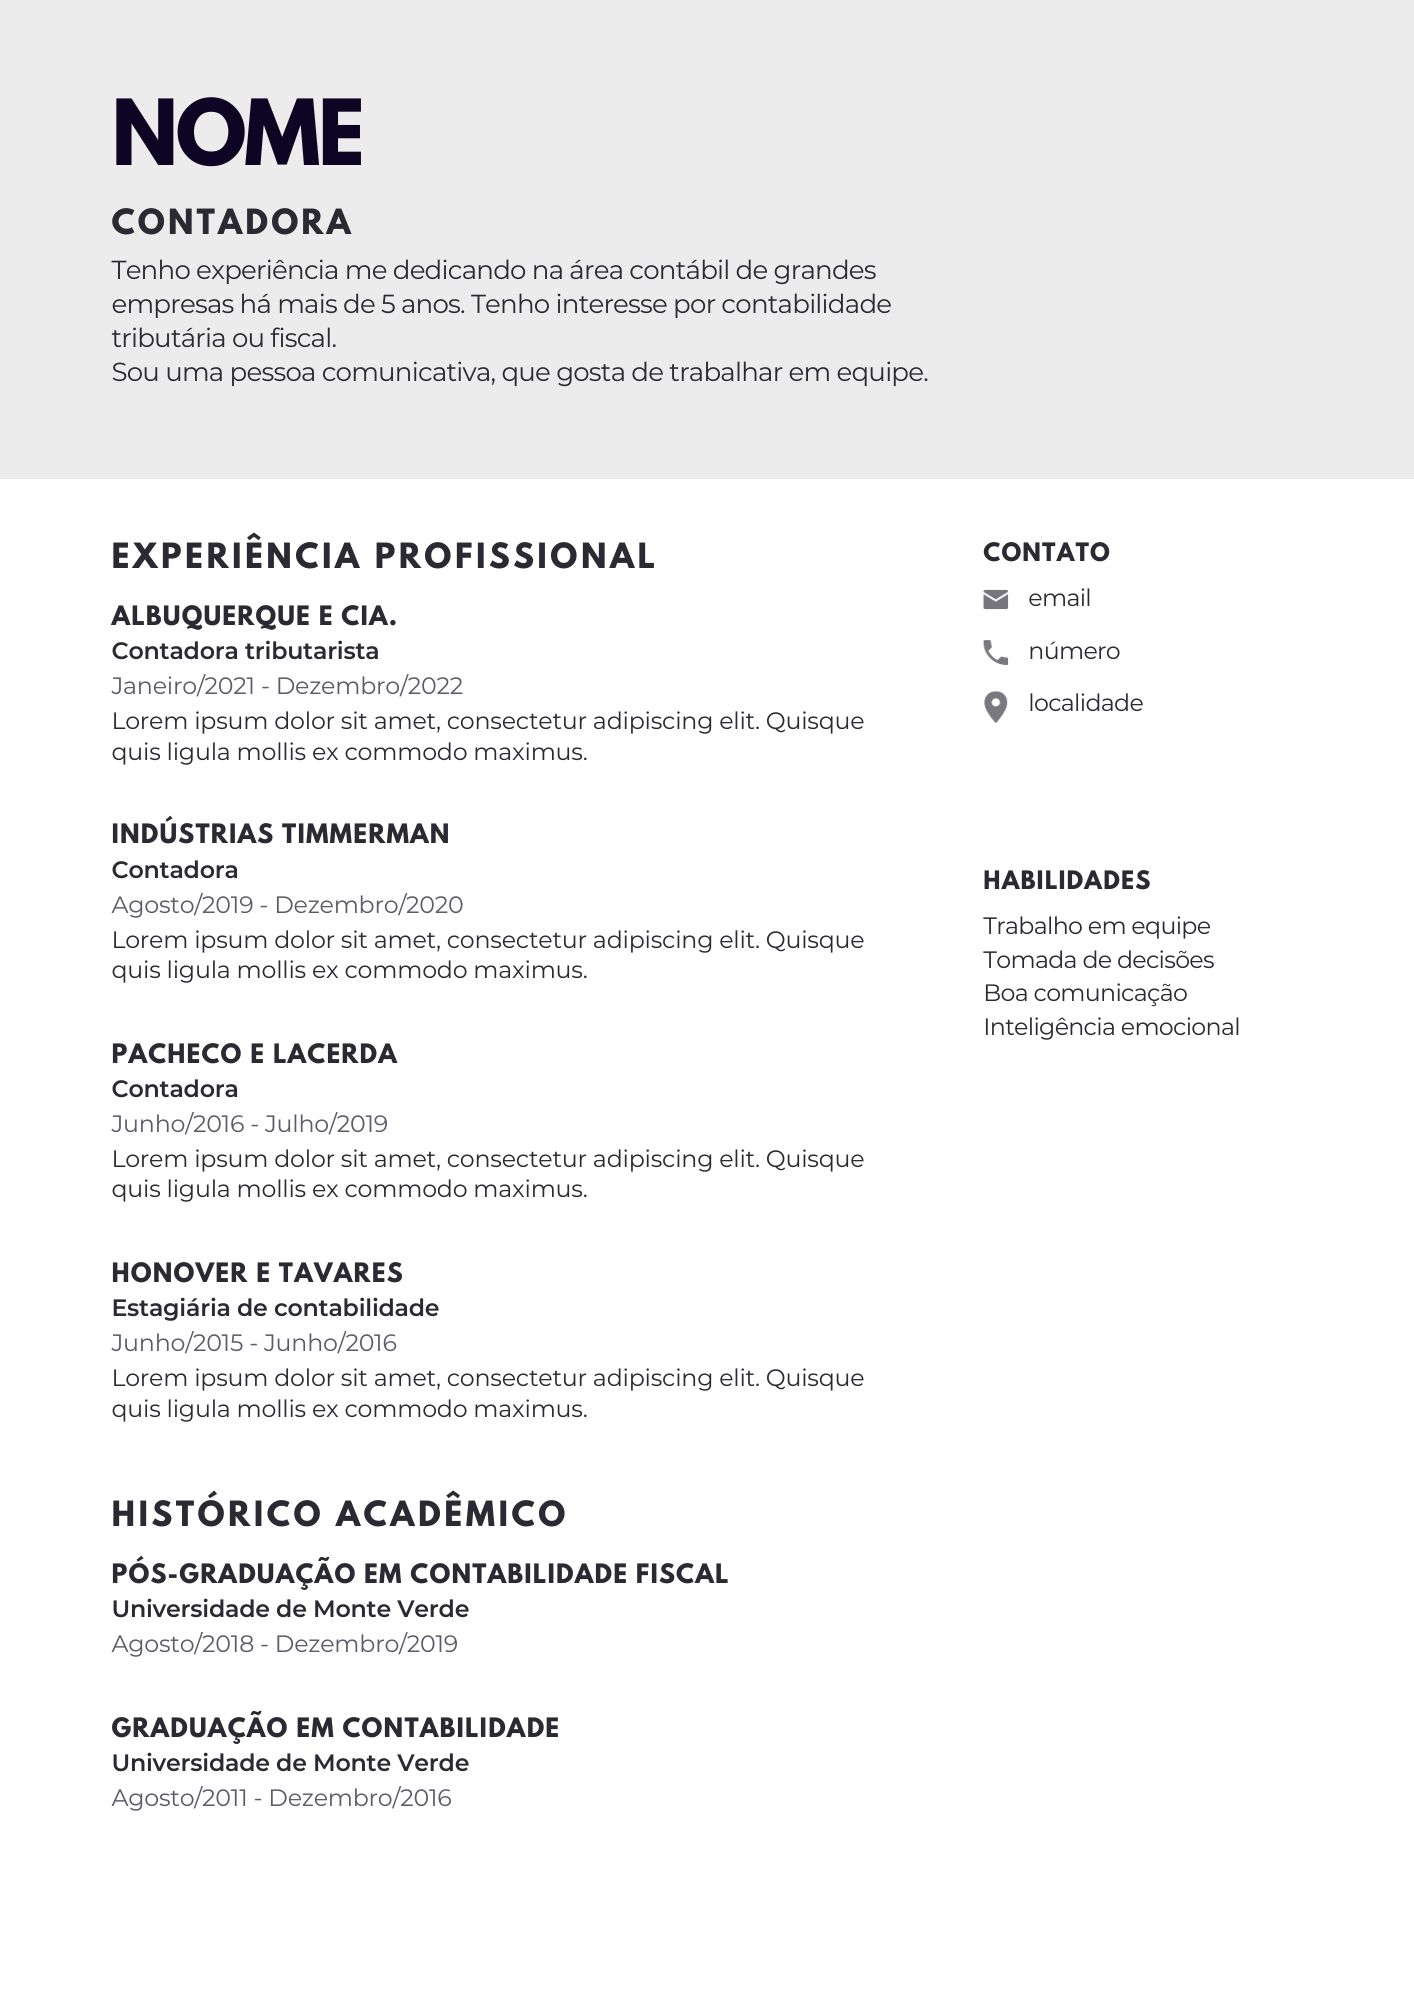 NOME
CONTADORA
Tenho experiência me dedicando na área contábil de grandes
empresas há mais de 5 anos. Tenho interesse por contabilidade
tributária ou fiscal.
Sou uma pessoa comunicativa, que gosta de trabalhar em equipe.
EXPERIÊNCIA PROFISSIONAL
ALBUQUERQUE E CIA.
Contadora tributarista
Janeiro/2021 - Dezembro/2022
Lorem ipsum dolor sit amet, consectetur adipiscing elit. Quisque
quis ligula mollis ex commodo maximus.
INDÚSTRIAS TIMMERMAN
Contadora
Agosto/2019 - Dezembro/2020
Lorem ipsum dolor sit amet, consectetur adipiscing elit. Quisque
quis ligula mollis ex commodo maximus.
PACHECO E LACERDA
Contadora
Junho/2016 - Julho/2019
Lorem ipsum dolor sit amet, consectetur adipiscing elit. Quisque
quis ligula mollis ex commodo maximus.
HONOVER E TAVARES
Estagiária de contabilidade
Junho/2015 - Junho/2016
Lorem ipsum dolor sit amet, consectetur adipiscing elit. Quisque
quis ligula mollis ex commodo maximus.
HISTÓRICO ACADÊMICO
PÓS-GRADUAÇÃO EM CONTABILIDADE FISCAL
Universidade de Monte Verde
Agosto/2018 - Dezembro/2019
GRADUAÇÃO EM CONTABILIDADE
Universidade de Monte Verde
Agosto/2011 - Dezembro/2016
CONTATO
email
número
localidade
HABILIDADES
Trabalho em equipe
Tomada de decisões
Boa comunicação
Inteligência emocional